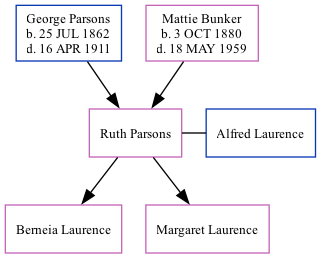 George Parsons
b. 25 JUL 1862
d. 16 APR 1911
Mattie Bunker
b. 3 OCT 1880
d. 18 MAY 1959
Ruth Parsons
Alfred Laurence
Berneia Laurence
Margaret Laurence